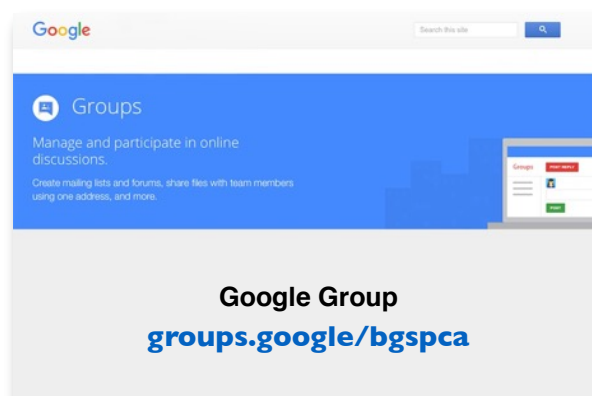 Google
Search this site
Groups
Manage and participate in online
discussions.
Create mailing lists and forums, share files with team members
using one address, and more.
Groups
POST REPLY
POST
Google Group
groups.google/bgspca